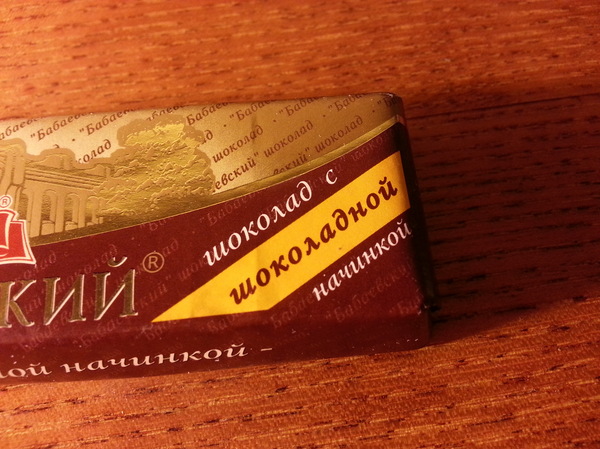 "Бабаевский" шоколад
шоколад с
шоколадной
начинкой
кий®
ной начинкой –